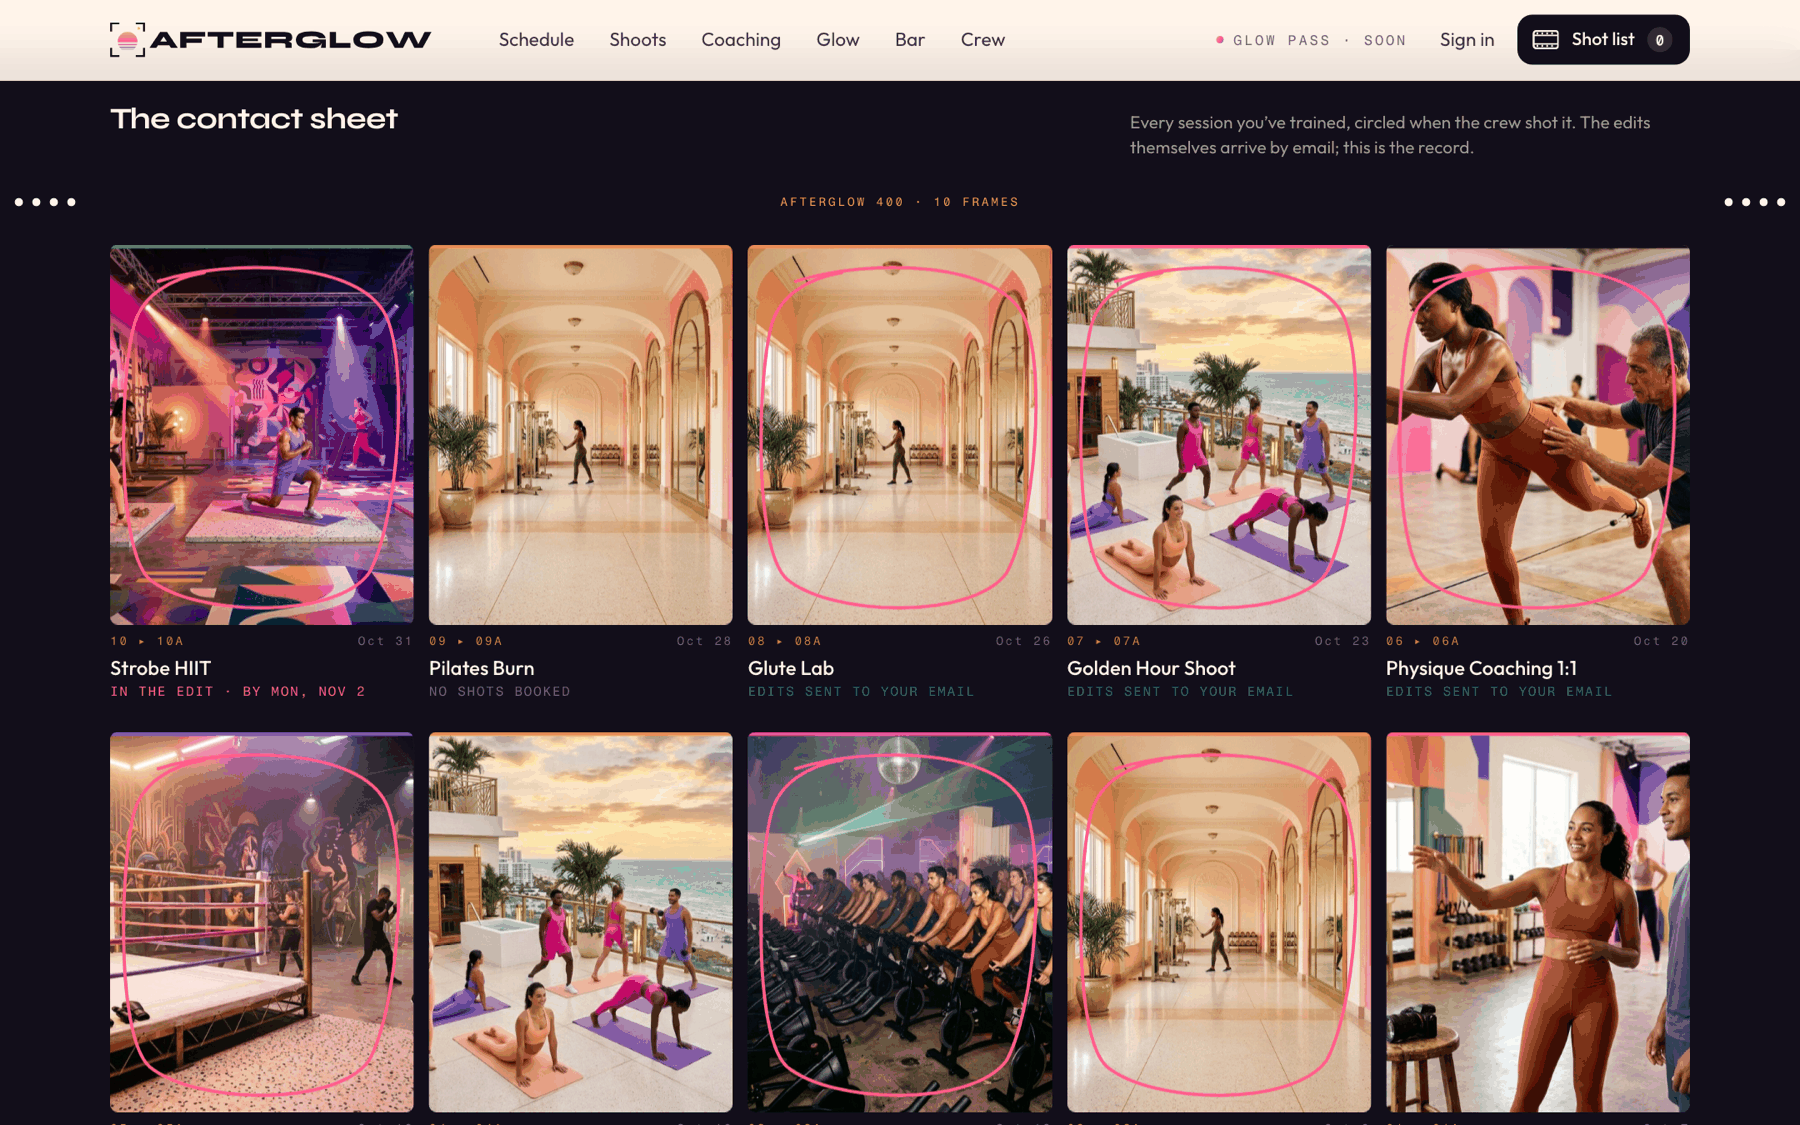 AFTERGLOW
Schedule
Shoots
Coaching
Glow
Bar
Crew
GLOW PASS · SOON
Sign in
Shot list 0
The contact sheet
Every session you've trained, circled when the crew shot it. The edits
themselves arrive by email; this is the record.
AFTERGLOW 400 · 10 FRAMES
10 ▸ 10A Oct 31
Strobe HIIT
IN THE EDIT · BY MON, NOV 2
09 ▸ 09A Oct 28
Pilates Burn
NO SHOTS BOOKED
08 ▸ 08A Oct 26
Glute Lab
EDITS SENT TO YOUR EMAIL
07 ▸ 07A Oct 23
Golden Hour Shoot
EDITS SENT TO YOUR EMAIL
06 ▸ 06A Oct 20
Physique Coaching 1:1
EDITS SENT TO YOUR EMAIL